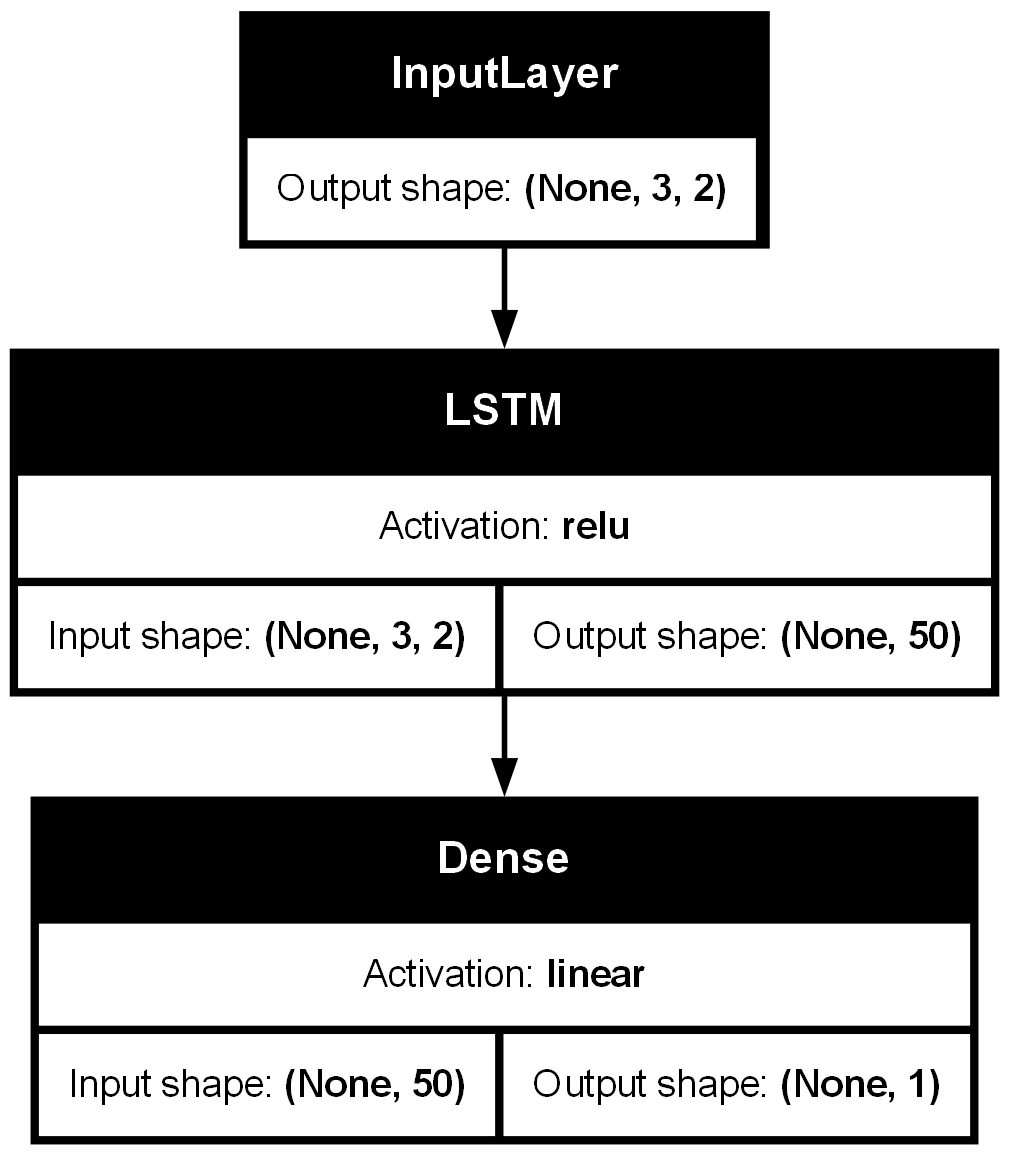 InputLayer
Output shape: (None, 3, 2)
LSTM
Activation: relu
Input shape: (None, 3, 2) Output shape: (None, 50)
Dense
Activation: linear
Input shape: (None, 50) Output shape: (None, 1)